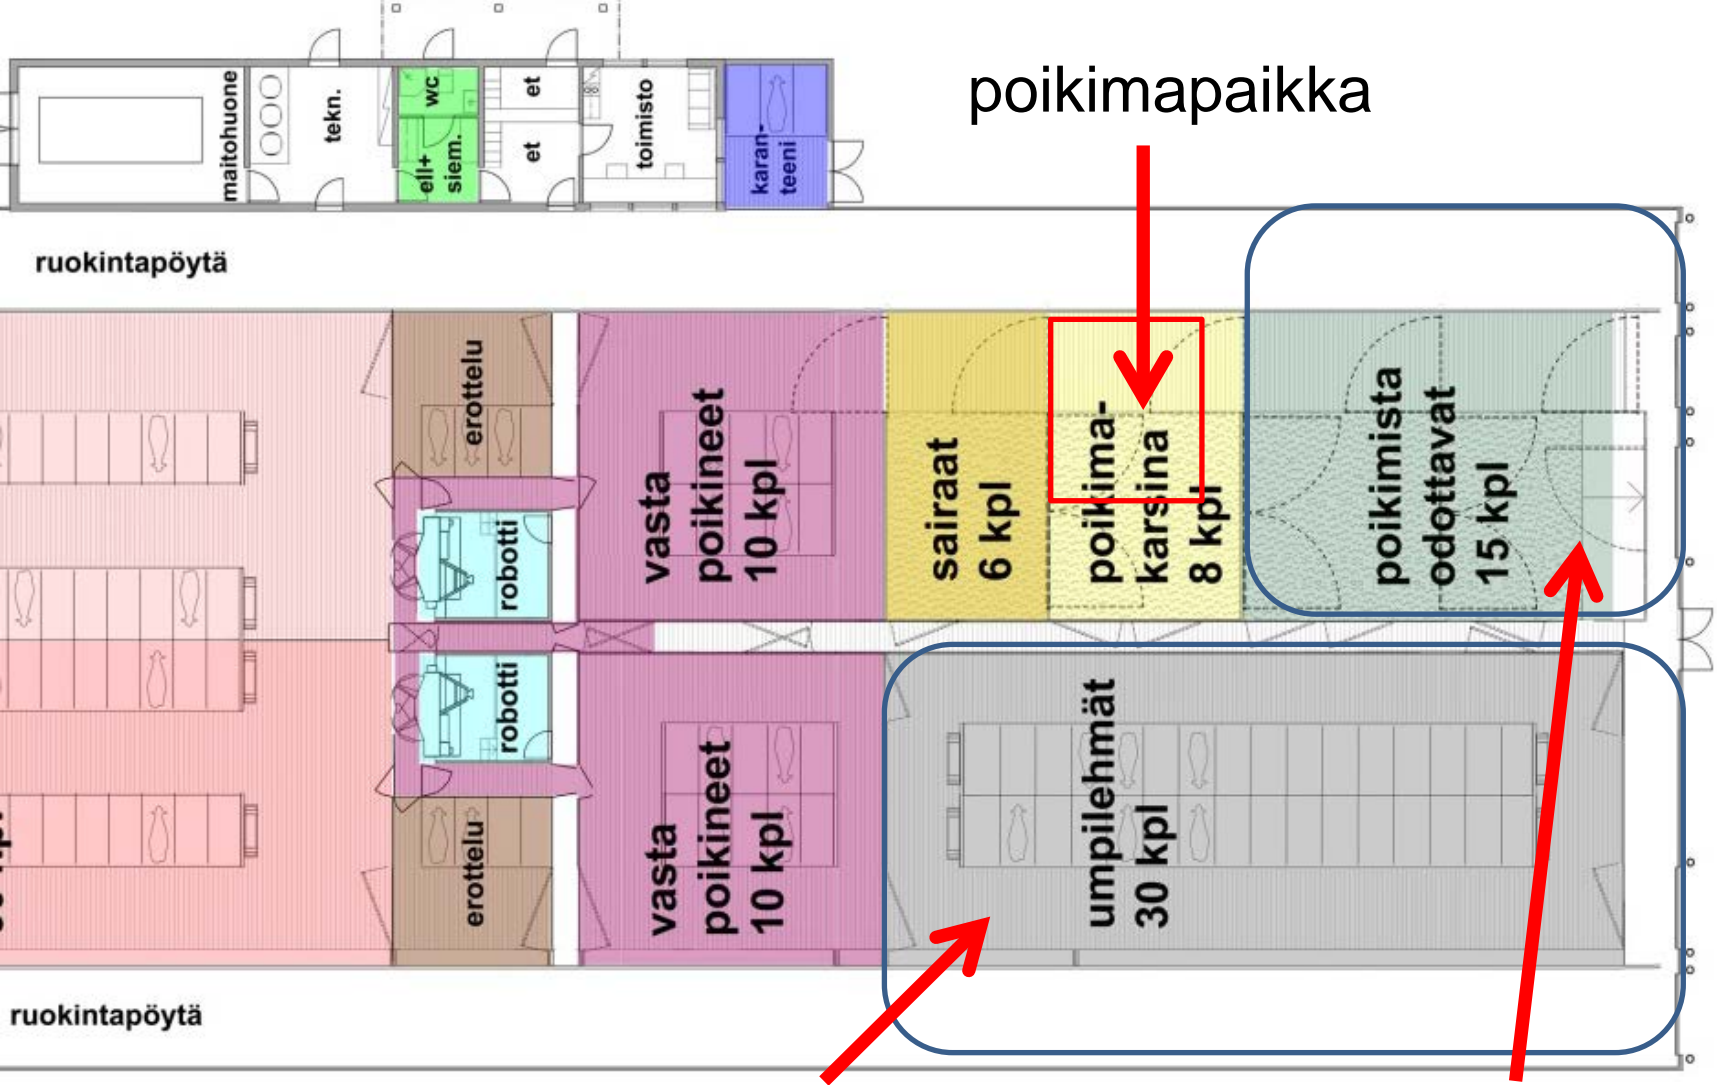 poikimapaikka
maitohuone
tekn.
wc
ell+
siem.
et
et
toimisto
karan-
teeni
ruokintapöytä
erottelu
vasta
poikineet
10 kpl
sairaat
6 kpl
poikima-
karsina
8 kpl
poikimista
odottavat
15 kpl
robotti
robotti
erottelu
vasta
poikineet
10 kpl
umpilehmät
30 kpl
ruokintapöytä